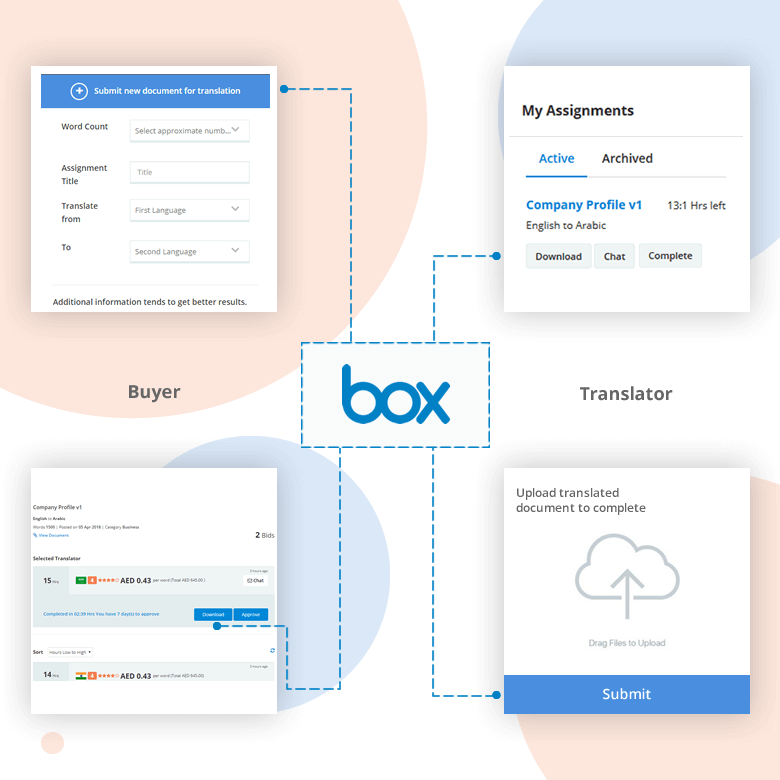 Submit new document for translation
Word Count
Select approximate numb...
Assignment
Title
Title
Translate
from
First Language
To
Second Language
Additional information tends to get better results.
My Assignments
Active Archived
Company Profile v1 13:1 Hrs left
English to Arabic
Download Chat Complete
box
Buyer
Translator
Company Profile v1
English to Arabic
Words 1500 | Posted on 05 Apr 2018 | Category Business
View Document
2 Bids
Selected Translator
15 Hrs 4 AED 0.43 per word (Total AED 645.00 )
Chat
Completed in 62:39 Hrs You have 7 day(s) to approve
Download Approve
Sort Hours Low to High
14 Hrs 4 AED 0.43 per word (Total AED 645.00)
Upload translated
document to complete
Drag Files to Upload
Submit